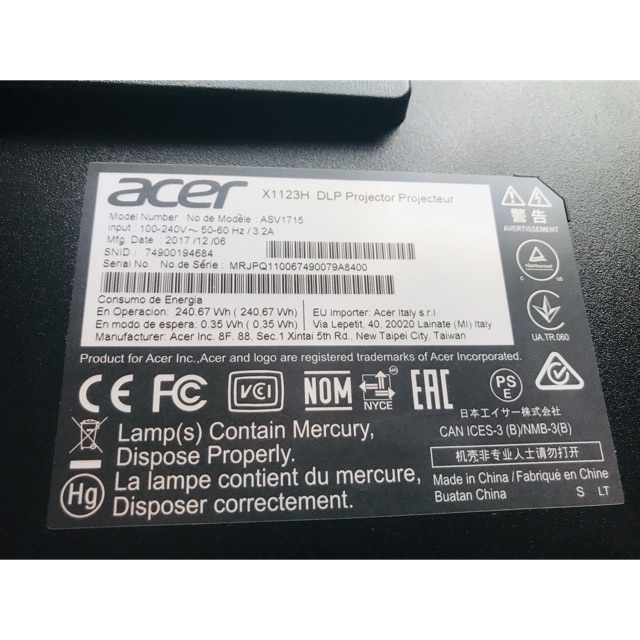 acer X1123H DLP Projector Projecteur
Model Number No de Modèle : ASV1715
Input : 100-240V ~ 50-60 Hz / 3.2A
Mfg. Date : 2017 /12 /06
SNID : 74900194684
Serial No. No de Série : MRJPQ110067490079A8400
Consumo de Energia
En Operacion: 240.67 Wh ( 240.67 Wh)
En modo de espera: 0.35 Wh ( 0.35 Wh)
EU Importer: Acer Italy s.r.l
Via Lepetit, 40, 20020 Lainate (MI) Italy
Manufacturer: Acer Inc. 8F. 88, Sec.1 Xintai 5th Rd., New Taipei City, Taiwan
警告
C US
UA.TR.060
Product for Acer Inc.,Acer and logo are registered trademarks of Acer Incorporated.
CE FC VCI NOM NYCE EAC PSE
日本エイサー株式会社
CAN ICES-3 (B)/NMB-3(B)
机壳非专业人士请勿打开
Lamp(s) Contain Mercury,
Dispose Properly.
Hg La lampe contient du mercure,
Disposer correctement.
Made in China / Fabriqué en Chine
Buatan China S LT